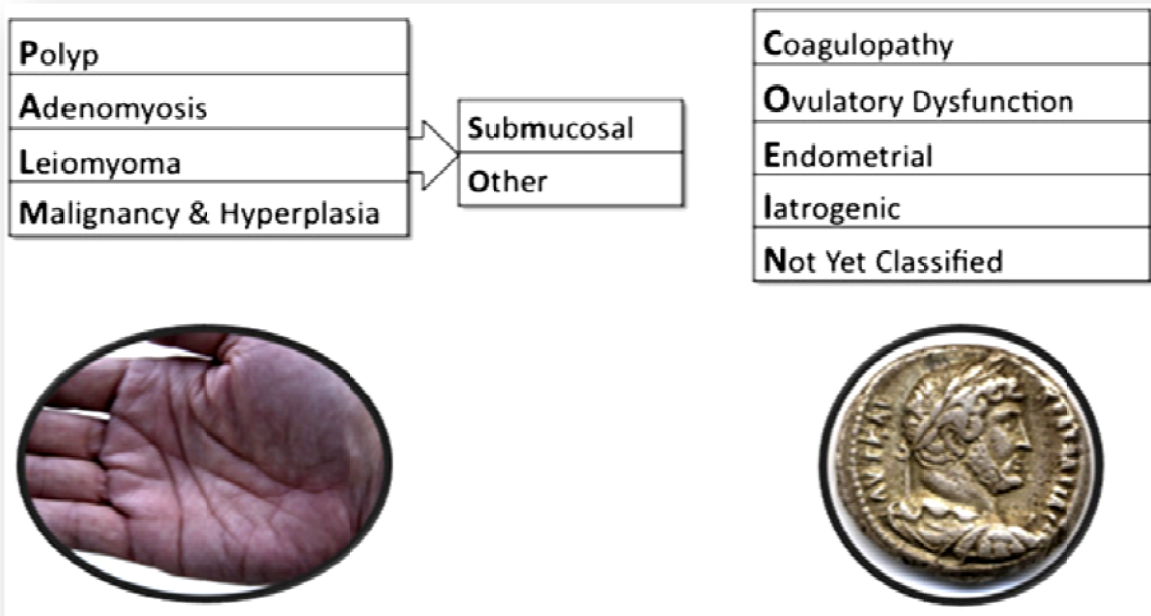 Polyp
Adenomyosis
Leiomyoma
Malignancy & Hyperplasia
Submucosal
Other
Coagulopathy
Ovulatory Dysfunction
Endometrial
Iatrogenic
Not Yet Classified